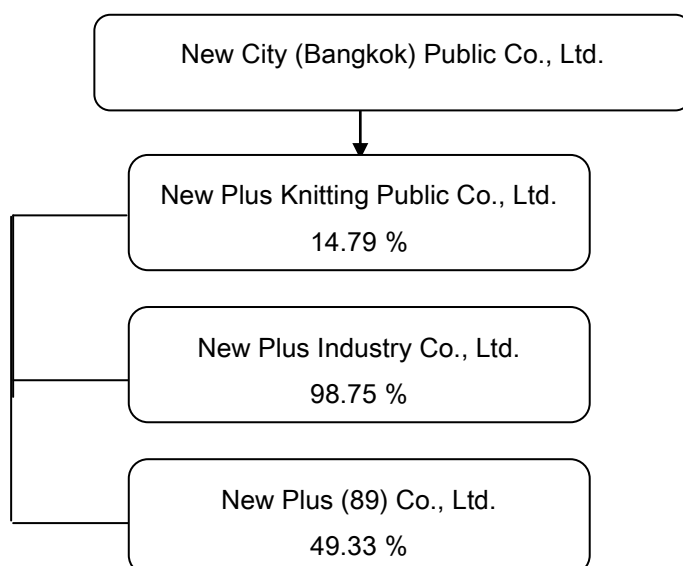 New City (Bangkok) Public Co., Ltd.
New Plus Knitting Public Co., Ltd.
14.79 %
New Plus Industry Co., Ltd.
98.75 %
New Plus (89) Co., Ltd.
49.33 %